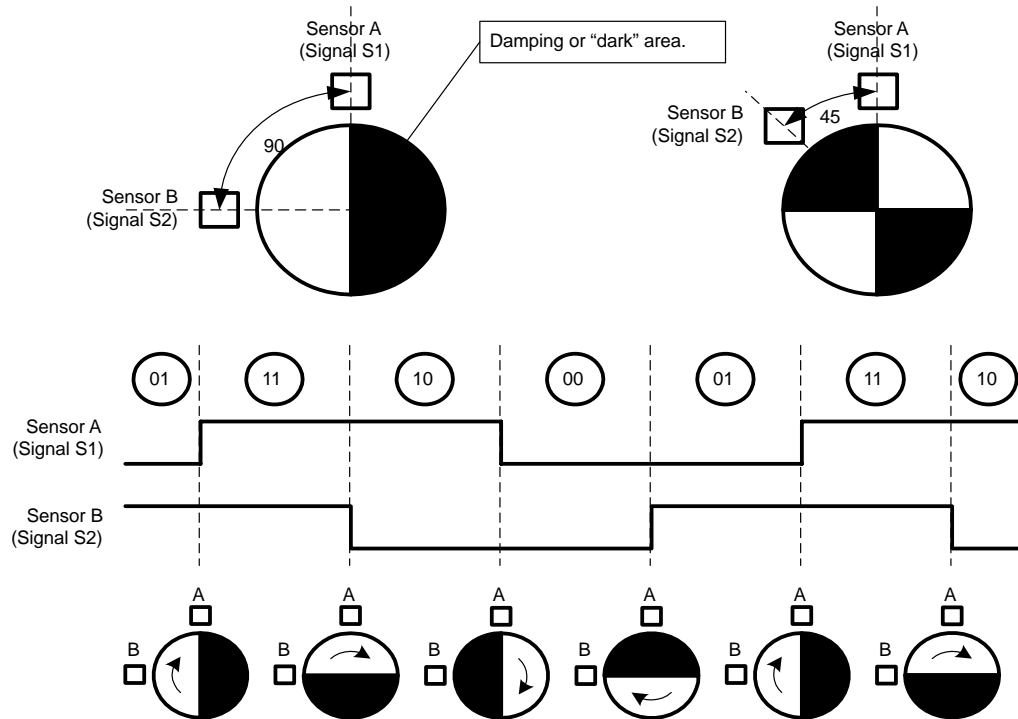 Sensor A
(Signal S1)
Damping or “dark” area.
Sensor A
(Signal S1)
Sensor B
(Signal S2)
45
90
Sensor B
(Signal S2)
01 11 10 00 01 11 10
Sensor A
(Signal S1)
Sensor B
(Signal S2)
A A A A A A
B B B B B B